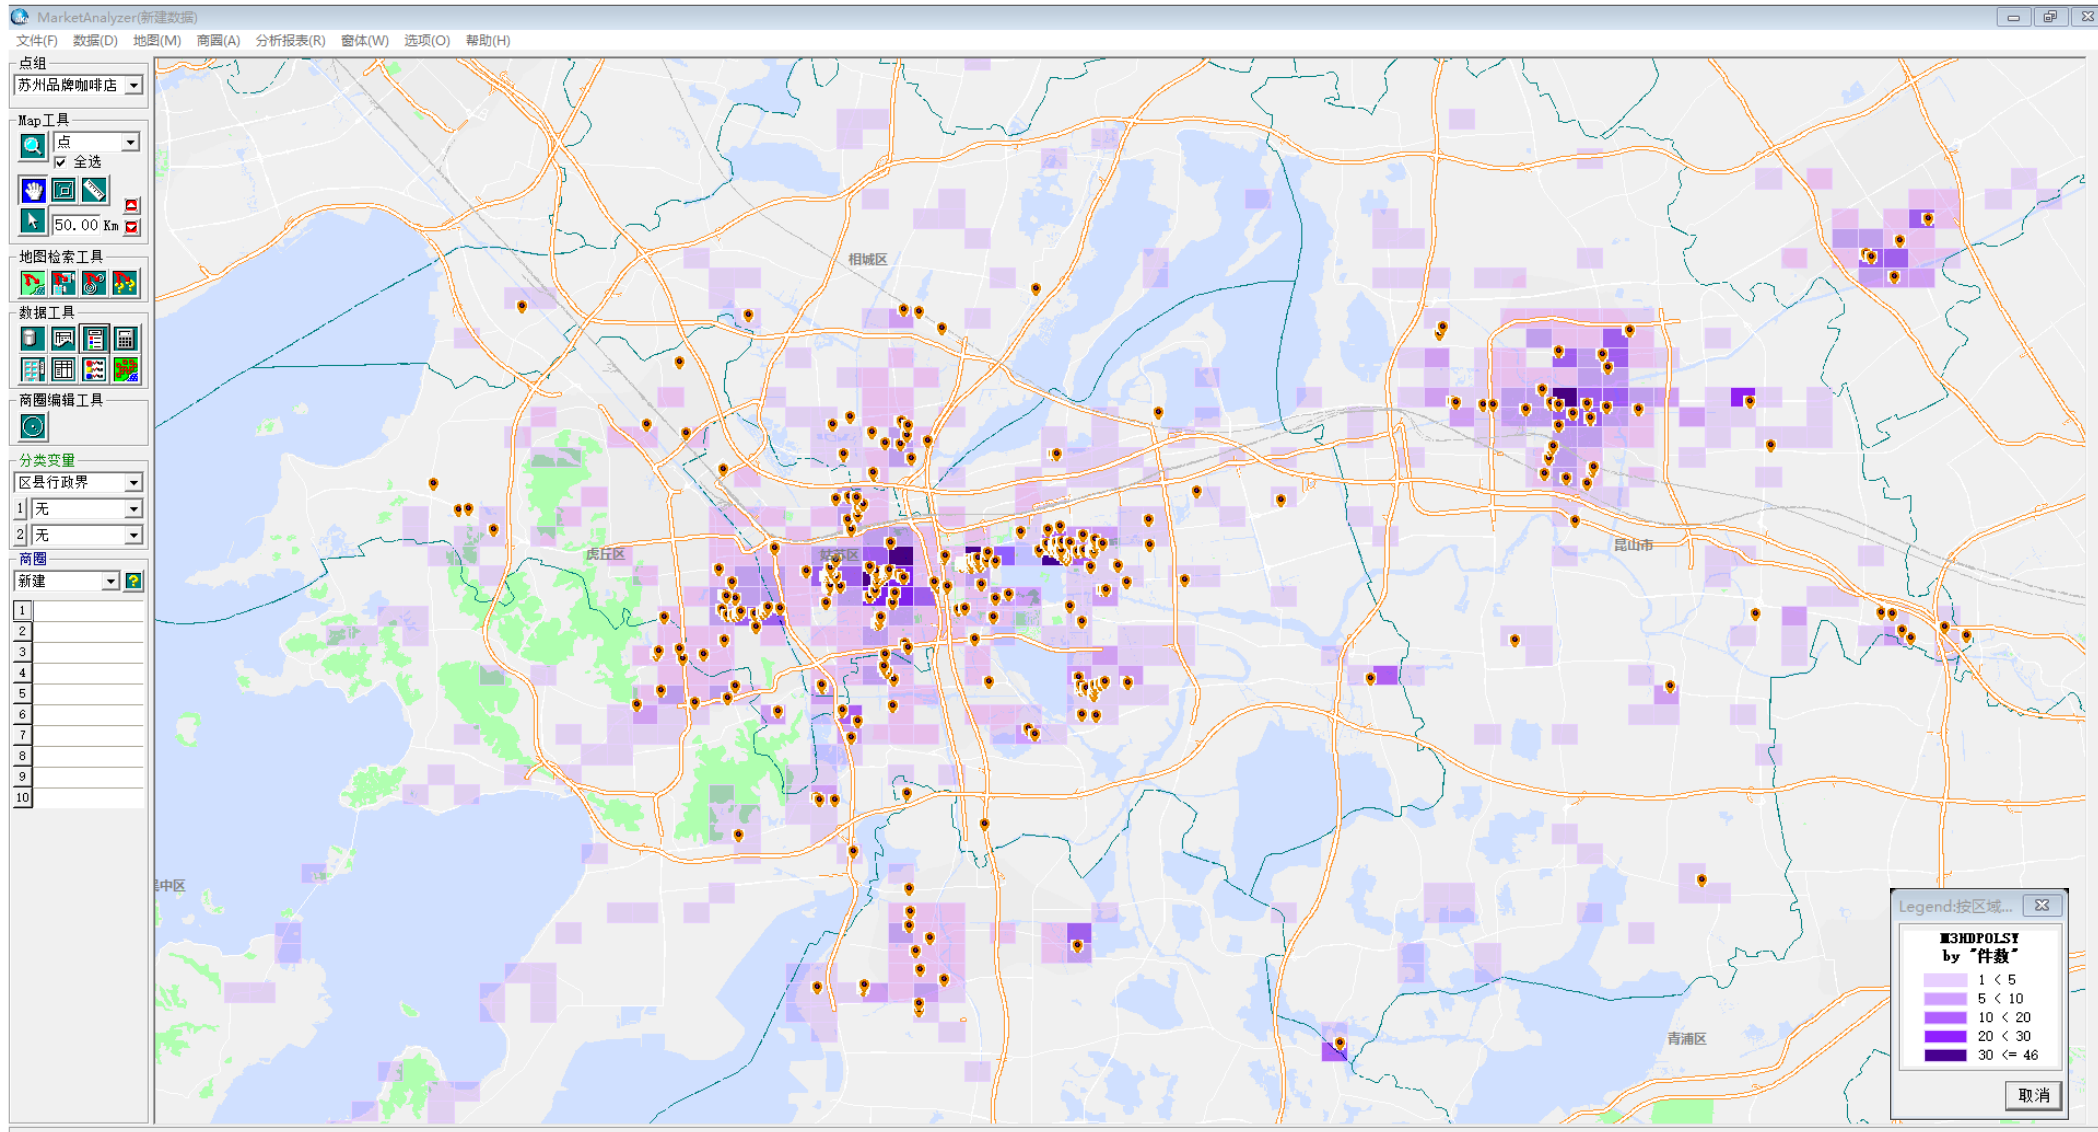 MarketAnalyzer(新建数据)
文件(F) 数据(D) 地图(M) 商圈(A) 分析报表(R) 窗体(W) 选项(O) 帮助(H)
点组
苏州品牌咖啡店
Map工具
点
全选
50.00 Km
地图检索工具
数据工具
商圈编辑工具
分类变量
区县行政界
1 无
2 无
商圈
新建
1
2
3
4
5
6
7
8
9
10
相城区
虎丘区
姑苏区
昆山市
中区
青浦区
Legend:按区域...
M3HDPOLSY
by "件数"
1 < 5
5 < 10
10 < 20
20 < 30
30 <= 46
取消